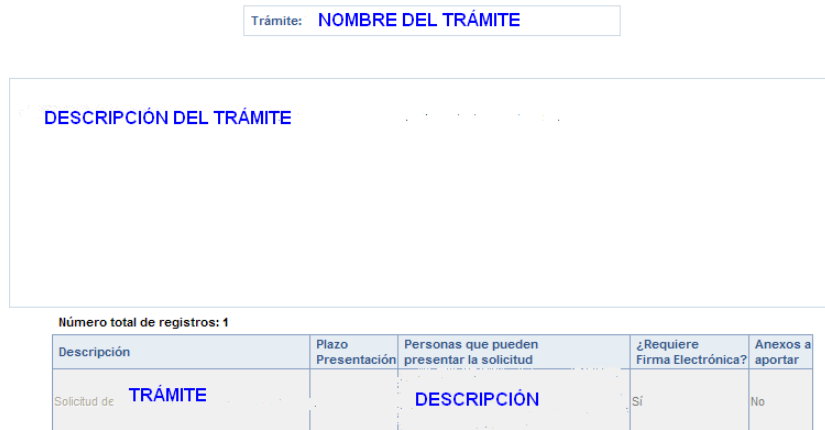 Trámite: NOMBRE DEL TRÁMITE
DESCRIPCIÓN DEL TRÁMITE
Número total de registros: 1
Descripción
Plazo Presentación
Personas que pueden presentar la solicitud
¿Requiere Firma Electrónica?
Anexos a aportar
Solicitud de TRÁMITE
DESCRIPCIÓN
Sí
No